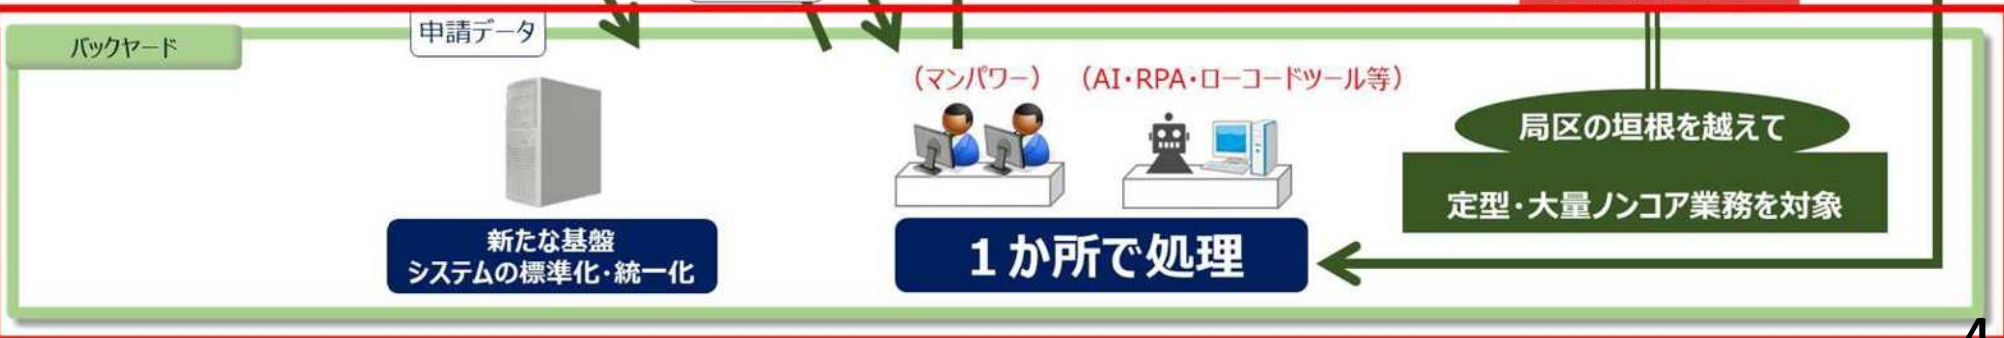 バックヤード
申請データ
（マンパワー）
（AI・RPA・ローコードツール等）
局区の垣根を越えて
定型・大量ノンコア業務を対象
新たな基盤
システムの標準化・統一化
１か所で処理
4